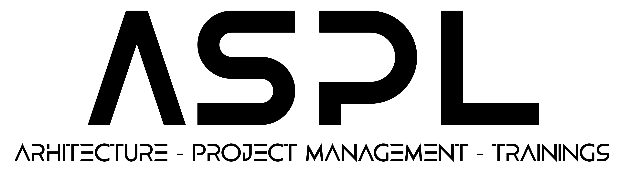 ASPL
ARHITECTURE - PROJECT MANAGEMENT - TRAININGS